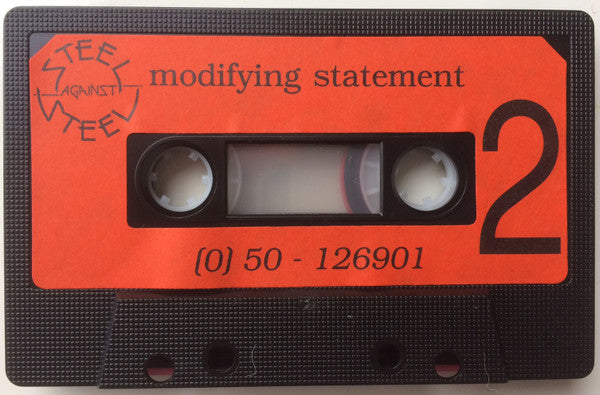 STEEL
AGAINST
STEEL
modifying statement
2
(0) 50 - 126901